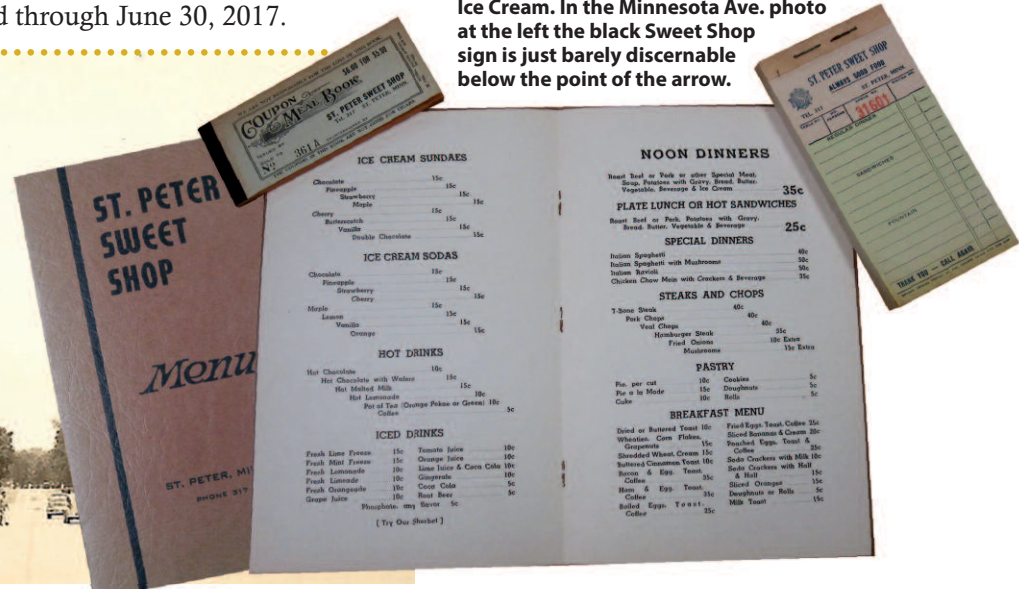 d through June 30, 2017.
Ice Cream. In the Minnesota Ave. photo
at the left the black Sweet Shop
sign is just barely discernable
below the point of the arrow.
$6.00 FOR $5.50
COUPON
MEAL BOOK
ST. PETER SWEET SHOP
TEL. 317 ST. PETER, MINN.
No 361A
ST. PETER SWEET SHOP
ALWAYS GOOD FOOD
TEL. 317 ST. PETER, MINN.
31601
REGULAR DINNER
SANDWICHES
FOUNTAIN
THANK YOU - CALL AGAIN
ST. PETER
SWEET
SHOP
Menu
ST. PETER, MI
PHONE 317
ICE CREAM SUNDAES
Chocolate 15c
Pineapple 15c
Strawberry 15c
Maple 15c
Cherry 15c
Butterscotch 15c
Vanilla 15c
Double Chocolate 15c
ICE CREAM SODAS
Chocolate 15c
Pineapple 15c
Strawberry 15c
Cherry 15c
Maple 15c
Lemon 15c
Vanilla 15c
Orange 15c
HOT DRINKS
Hot Chocolate 10c
Hot Chocolate with Wafers 15c
Hot Malted Milk 15c
Hot Lemonade 10c
Pot of Tea (Orange Pekoe or Green) 10c
Coffee 5c
ICED DRINKS
Fresh Lime Freeze 15c
Fresh Mint Freeze 15c
Fresh Lemonade 10c
Fresh Limeade 10c
Fresh Orangeade 10c
Grape Juice 10c
Tomato Juice 10c
Orange Juice 10c
Lime Juice & Coca Cola 10c
Gingerale 10c
Coca Cola 5c
Root Beer 5c
Phosphate, any flavor 5c
[ Try Our Sherbet ]
NOON DINNERS
Roast Beef or Pork or other Special Meat,
Soup, Potatoes with Gravy, Bread, Butter,
Vegetable, Beverage & Ice Cream 35c
PLATE LUNCH OR HOT SANDWICHES
Roast Beef or Pork, Potatoes with Gravy,
Bread, Butter, Vegetable & Beverage 25c
SPECIAL DINNERS
Italian Spaghetti 40c
Italian Spaghetti with Mushrooms 50c
Italian Ravioli 50c
Chicken Chow Mein with Crackers & Beverage 35c
STEAKS AND CHOPS
T-Bone Steak 40c
Pork Chops 40c
Veal Chops 40c
Hamburger Steak 35c
Fried Onions 10c Extra
Mushrooms 15c Extra
PASTRY
Pie, per cut 10c
Pie a la Mode 15c
Cake 10c
Cookies 5c
Doughnuts 5c
Rolls 5c
BREAKFAST MENU
Dried or Buttered Toast 10c
Wheaties, Corn Flakes,
Grapenuts 15c
Shredded Wheat, Cream 15c
Buttered Cinnamon Toast 10c
Bacon & Egg, Toast,
Coffee 35c
Ham & Egg, Toast,
Coffee 35c
Boiled Eggs, Toast,
Coffee 25c
Fried Eggs, Toast, Coffee 25c
Sliced Bananas & Cream 20c
Poached Eggs, Toast &
Coffee 25c
Soda Crackers with Milk 10c
Soda Crackers with Half
& Half 15c
Sliced Oranges 15c
Doughnuts or Rolls 5c
Milk Toast 15c